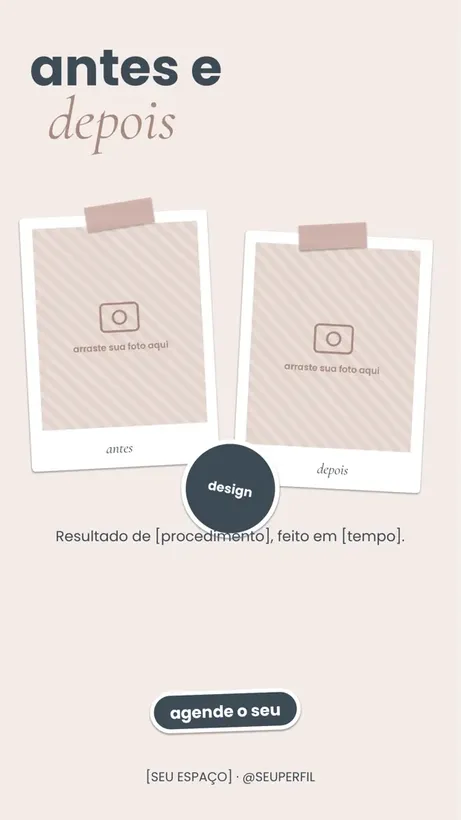 antes e
depois
arraste sua foto aqui
arraste sua foto aqui
antes
depois
design
Resultado de [procedimento], feito em [tempo].
agende o seu
[SEU ESPAÇO] · @SEUPERFIL